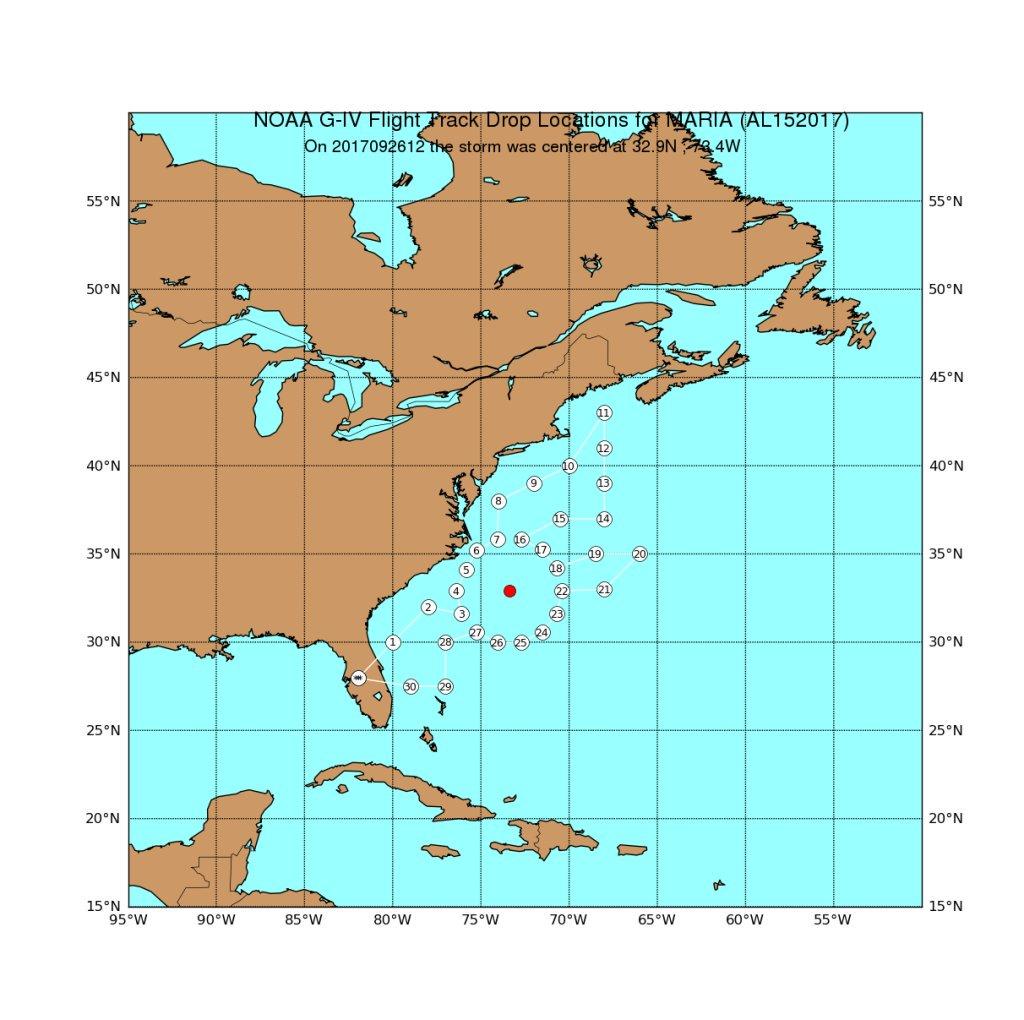 NOAA G-IV Flight Track Drop Locations for MARIA (AL152017)
On 2017092612 the storm was centered at 32.9N ; 73.4W
55°N 55°N
50°N 50°N
45°N 45°N
11
12
40°N 10 40°N
9 13
8
15 14
7 16
6 17
35°N 19 20 35°N
5 18
4 22 21
2
3 23
27 24
30°N 1 28 26 25 30°N
30 29
25°N 25°N
20°N 20°N
15°N 15°N
95°W 90°W 85°W 80°W 75°W 70°W 65°W 60°W 55°W